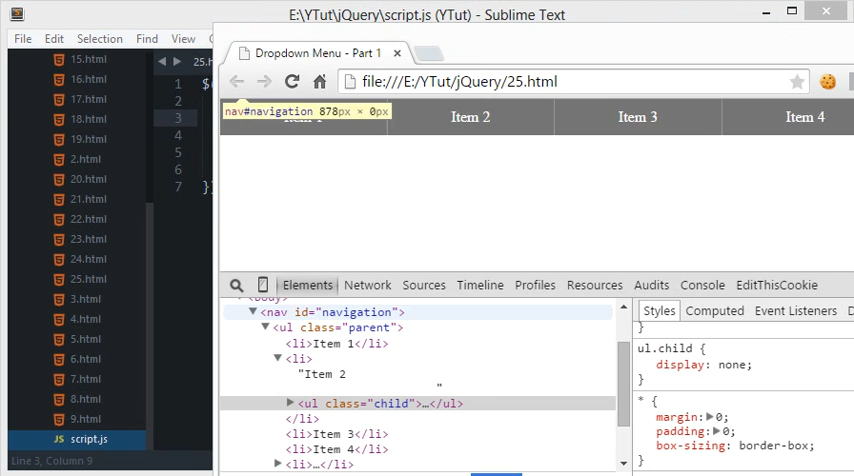 E:\YTut\jQuery\script.js (YTut) - Sublime Text
File Edit Selection Find View
15.html
16.html
17.html
18.html
19.html
2.html
20.html
21.html
22.html
23.html
24.html
25.html
3.html
4.html
5.html
6.html
7.html
8.html
9.html
JS script.js
Line 3, Column 9
25.h
1 $(
2
3
4
5
6
7 })
Dropdown Menu - Part 1
file:///E:/YTut/jQuery/25.html
nav#navigation 878px × 0px
Item 2 Item 3 Item 4
Elements Network Sources Timeline Profiles Resources Audits Console EditThisCookie
<body>
<nav id="navigation">
<ul class="parent">
<li>Item 1</li>
<li>
"Item 2
"
<ul class="child">…</ul>
</li>
<li>Item 3</li>
<li>Item 4</li>
<li>…</li>
Styles Computed Event Listeners
}
ul.child {
display: none;
}
* {
margin: 0;
padding: 0;
box-sizing: border-box;
}